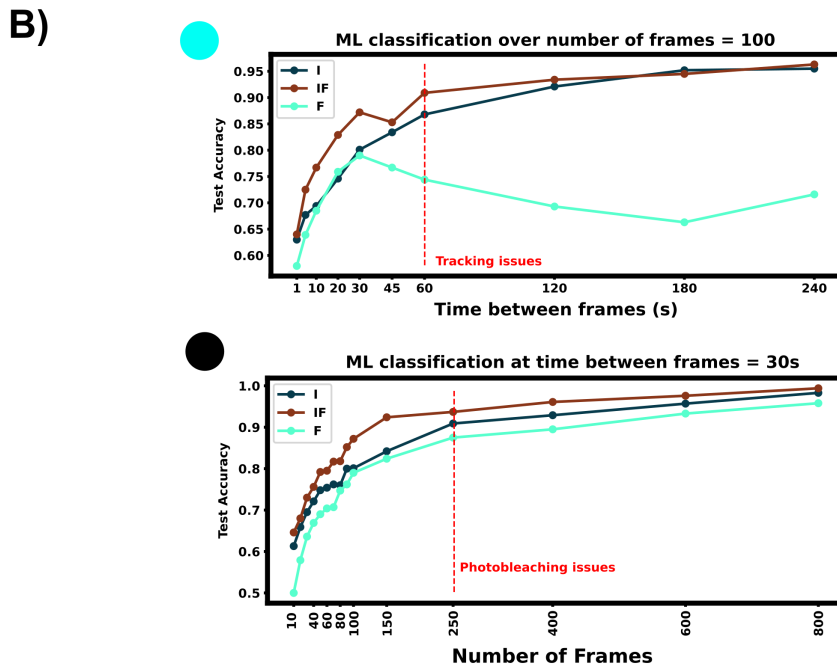 B)
ML classification over number of frames = 100
I
IF
F
0.95
0.90
0.85
0.80
0.75
0.70
0.65
0.60
Test Accuracy
Tracking issues
1 10 20 30 45 60 120 180 240
Time between frames (s)
ML classification at time between frames = 30s
I
IF
F
1.0
0.9
0.8
0.7
0.6
0.5
Test Accuracy
Photobleaching issues
10 40 60 80 100 150 250 400 600 800
Number of Frames